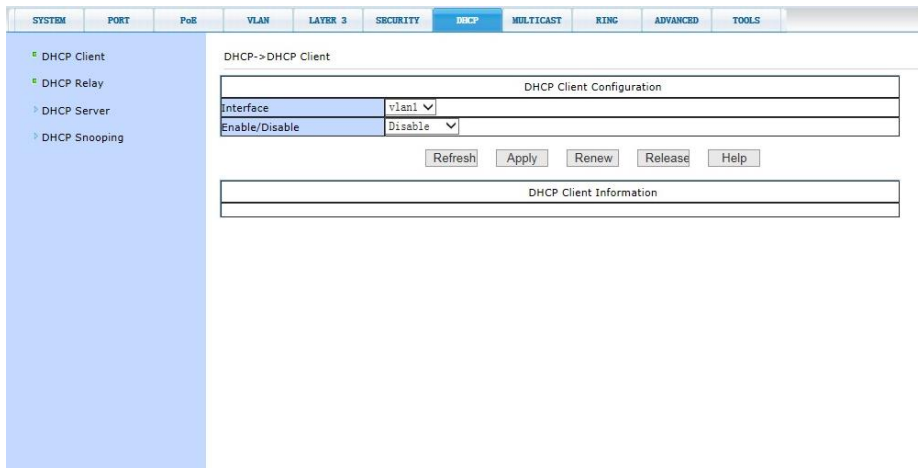 SYSTEM PORT PoE VLAN LAYER 3 SECURITY DHCP MULTICAST RING ADVANCED TOOLS
DHCP Client
DHCP Relay
DHCP Server
DHCP Snooping
DHCP->DHCP Client
DHCP Client Configuration
Interface vlan1
Enable/Disable Disable
Refresh Apply Renew Release Help
DHCP Client Information